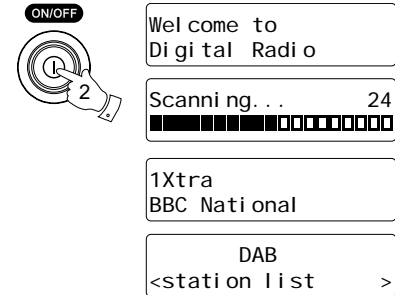 ON/OFF
2
Welcome to
Digital Radio
Scanning... 24
1Xtra
BBC National
DAB
<station list >